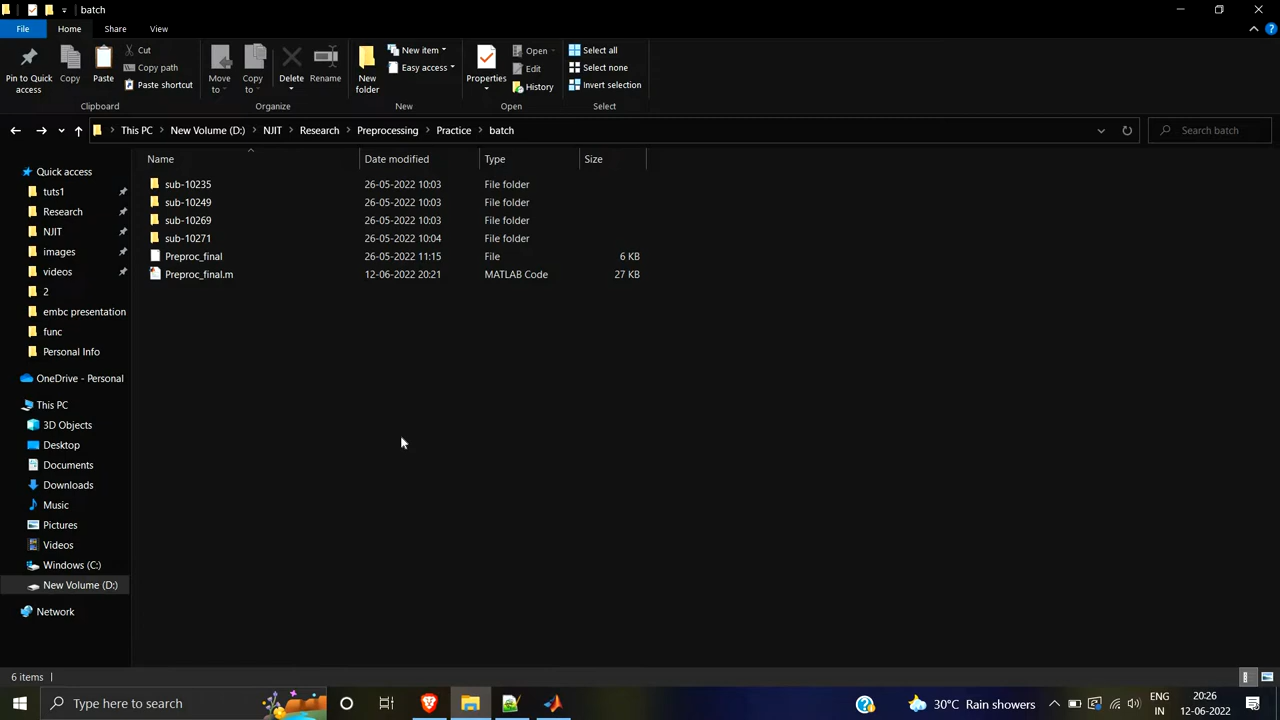 batch
File Home Share View
Pin to Quick access
Copy
Paste
Cut
Copy path
Paste shortcut
Clipboard
Move to
Copy to
Delete
Rename
Organize
New folder
New item
Easy access
New
Properties
Open
Edit
History
Open
Select all
Select none
Invert selection
Select
This PC > New Volume (D:) > NJIT > Research > Preprocessing > Practice > batch
Search batch
Name Date modified Type Size
sub-10235 26-05-2022 10:03 File folder
sub-10249 26-05-2022 10:03 File folder
sub-10269 26-05-2022 10:03 File folder
sub-10271 26-05-2022 10:04 File folder
Preproc_final 26-05-2022 11:15 File 6 KB
Preproc_final.m 12-06-2022 20:21 MATLAB Code 27 KB
Quick access
tuts1
Research
NJIT
images
videos
2
embc presentation
func
Personal Info
OneDrive - Personal
This PC
3D Objects
Desktop
Documents
Downloads
Music
Pictures
Videos
Windows (C:)
New Volume (D:)
Network
6 items
Type here to search
30°C Rain showers
ENG
IN
20:26
12-06-2022